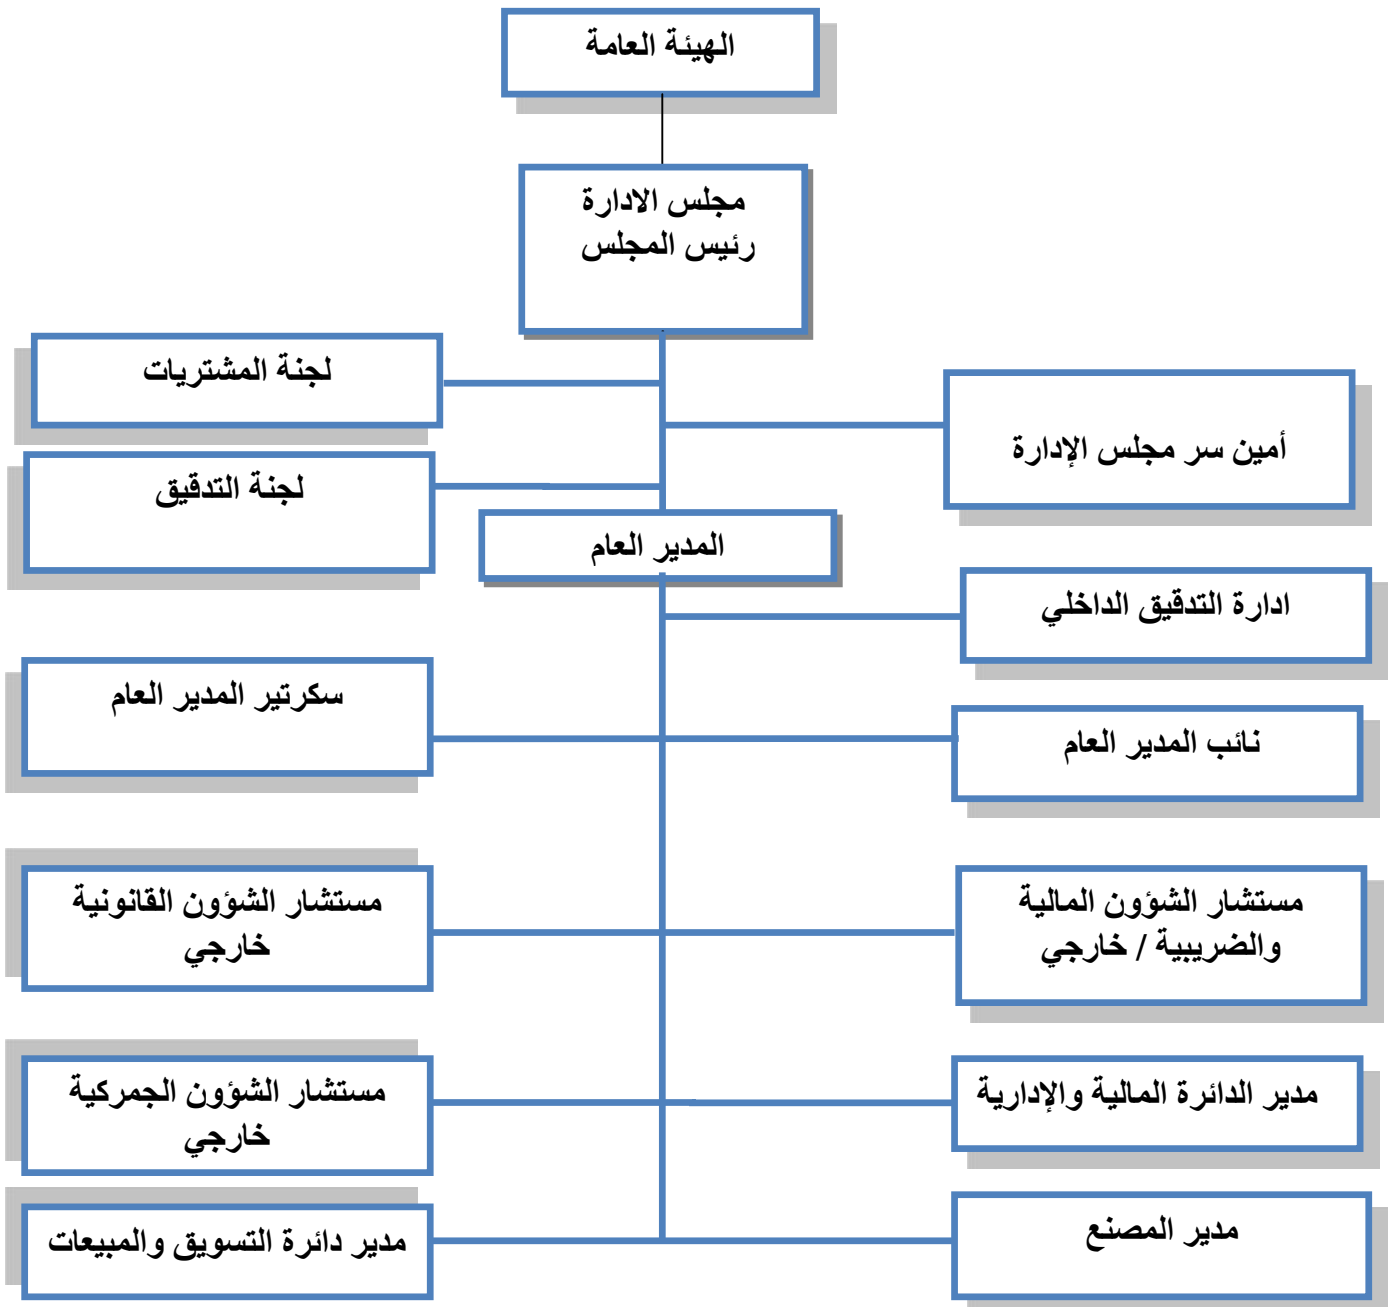 الهيئة العامة
مجلس الادارة
رئيس المجلس
لجنة المشتريات
أمين سر مجلس الإدارة
لجنة التدقيق
المدير العام
ادارة التدقيق الداخلي
سكرتير المدير العام
نائب المدير العام
مستشار الشؤون المالية
والضريبية / خارجي
مستشار الشؤون القانونية
خارجي
مدير الدائرة المالية والإدارية
مستشار الشؤون الجمركية
خارجي
مدير المصنع
مدير دائرة التسويق والمبيعات